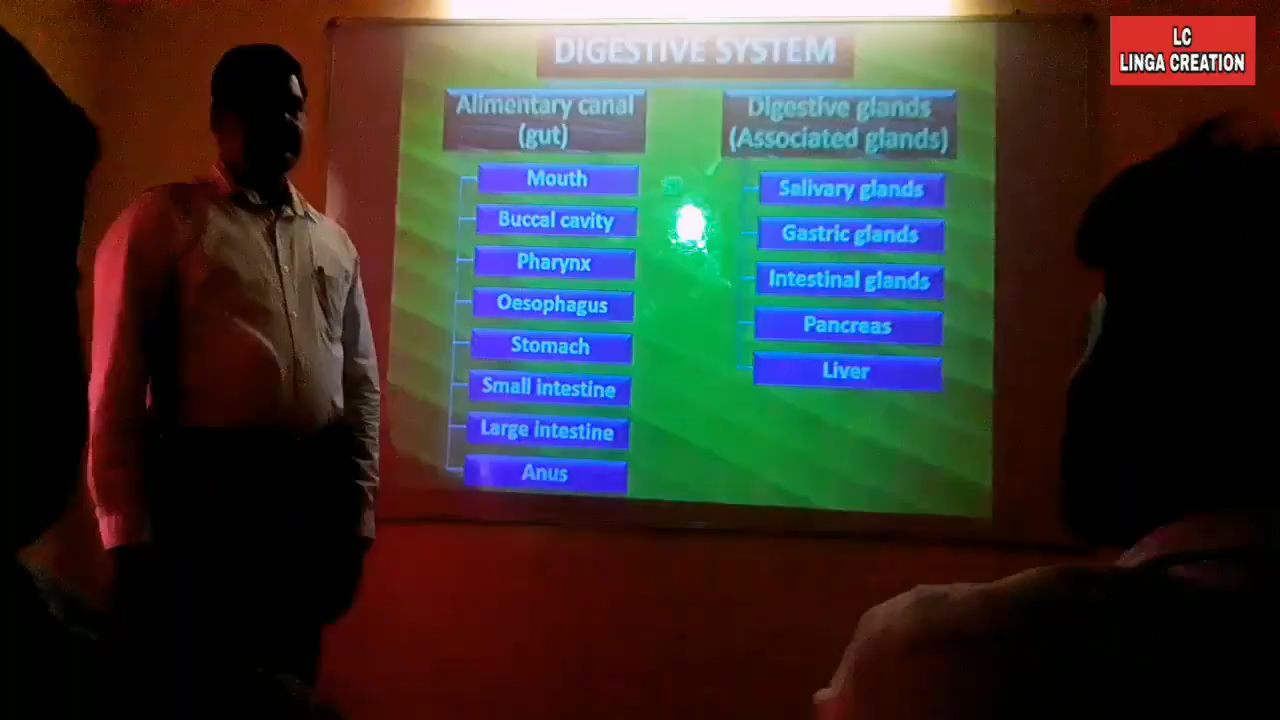 LC
LINGA CREATION
DIGESTIVE SYSTEM
Alimentary canal
(gut)
Mouth
Buccal cavity
Pharynx
Oesophagus
Stomach
Small intestine
Large intestine
Anus
Digestive glands
(Associated glands)
Salivary glands
Gastric glands
Intestinal glands
Pancreas
Liver